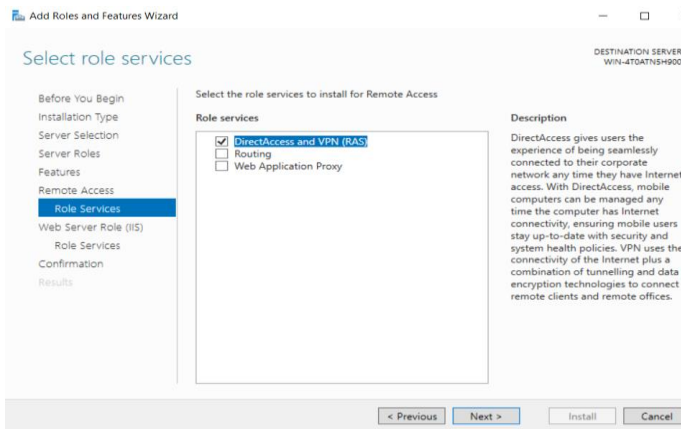 Add Roles and Features Wizard
Select role services
DESTINATION SERVER
WIN-4T0ATNSH900
Before You Begin
Installation Type
Server Selection
Server Roles
Features
Remote Access
Role Services
Web Server Role (IIS)
Role Services
Confirmation
Results
Select the role services to install for Remote Access
Role services
DirectAccess and VPN (RAS)
Routing
Web Application Proxy
Description
DirectAccess gives users the
experience of being seamlessly
connected to their corporate
network any time they have Internet
access. With DirectAccess, mobile
computers can be managed any
time the computer has Internet
connectivity, ensuring mobile users
stay up-to-date with security and
system health policies. VPN uses the
connectivity of the Internet plus a
combination of tunnelling and data
encryption technologies to connect
remote clients and remote offices.
< Previous
Next >
Install
Cancel